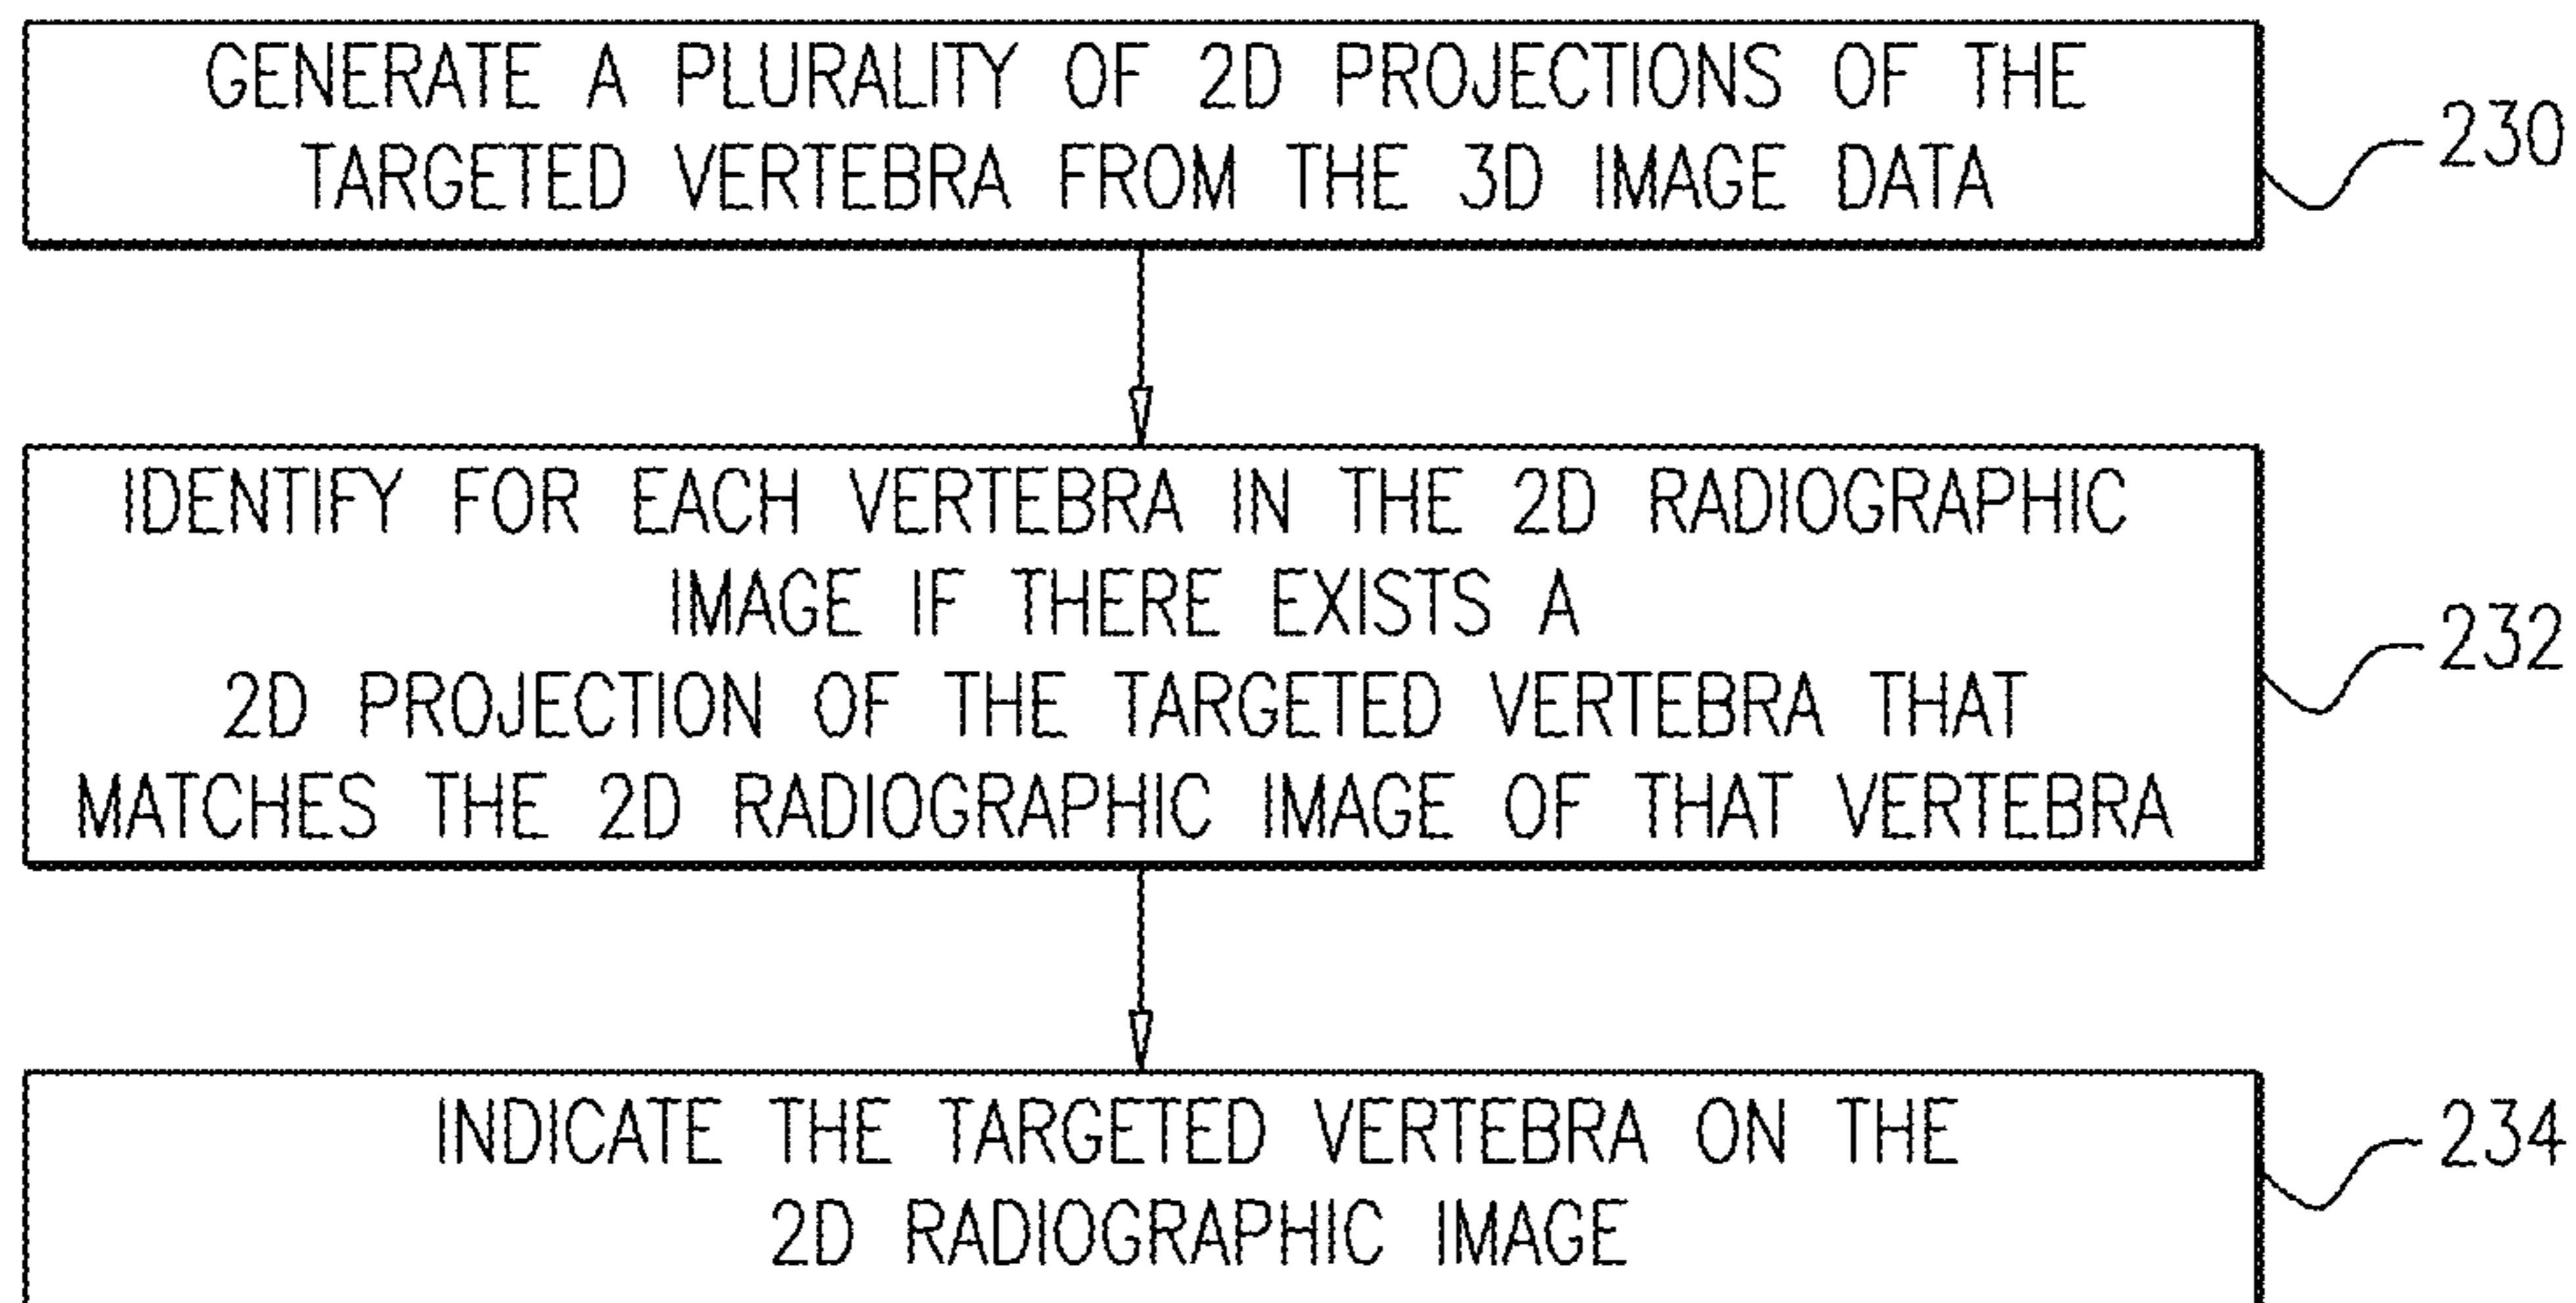 GENERATE A PLURALITY OF 2D PROJECTIONS OF THE
TARGETED VERTEBRA FROM THE 3D IMAGE DATA
230
IDENTIFY FOR EACH VERTEBRA IN THE 2D RADIOGRAPHIC
IMAGE IF THERE EXISTS A
2D PROJECTION OF THE TARGETED VERTEBRA THAT
MATCHES THE 2D RADIOGRAPHIC IMAGE OF THAT VERTEBRA
232
INDICATE THE TARGETED VERTEBRA ON THE
2D RADIOGRAPHIC IMAGE
234